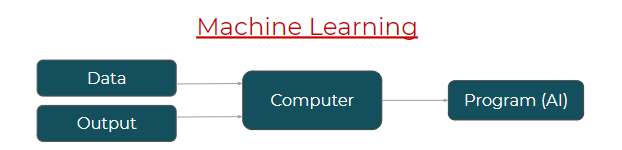 Machine Learning
Data
Output
Computer
Program (AI)